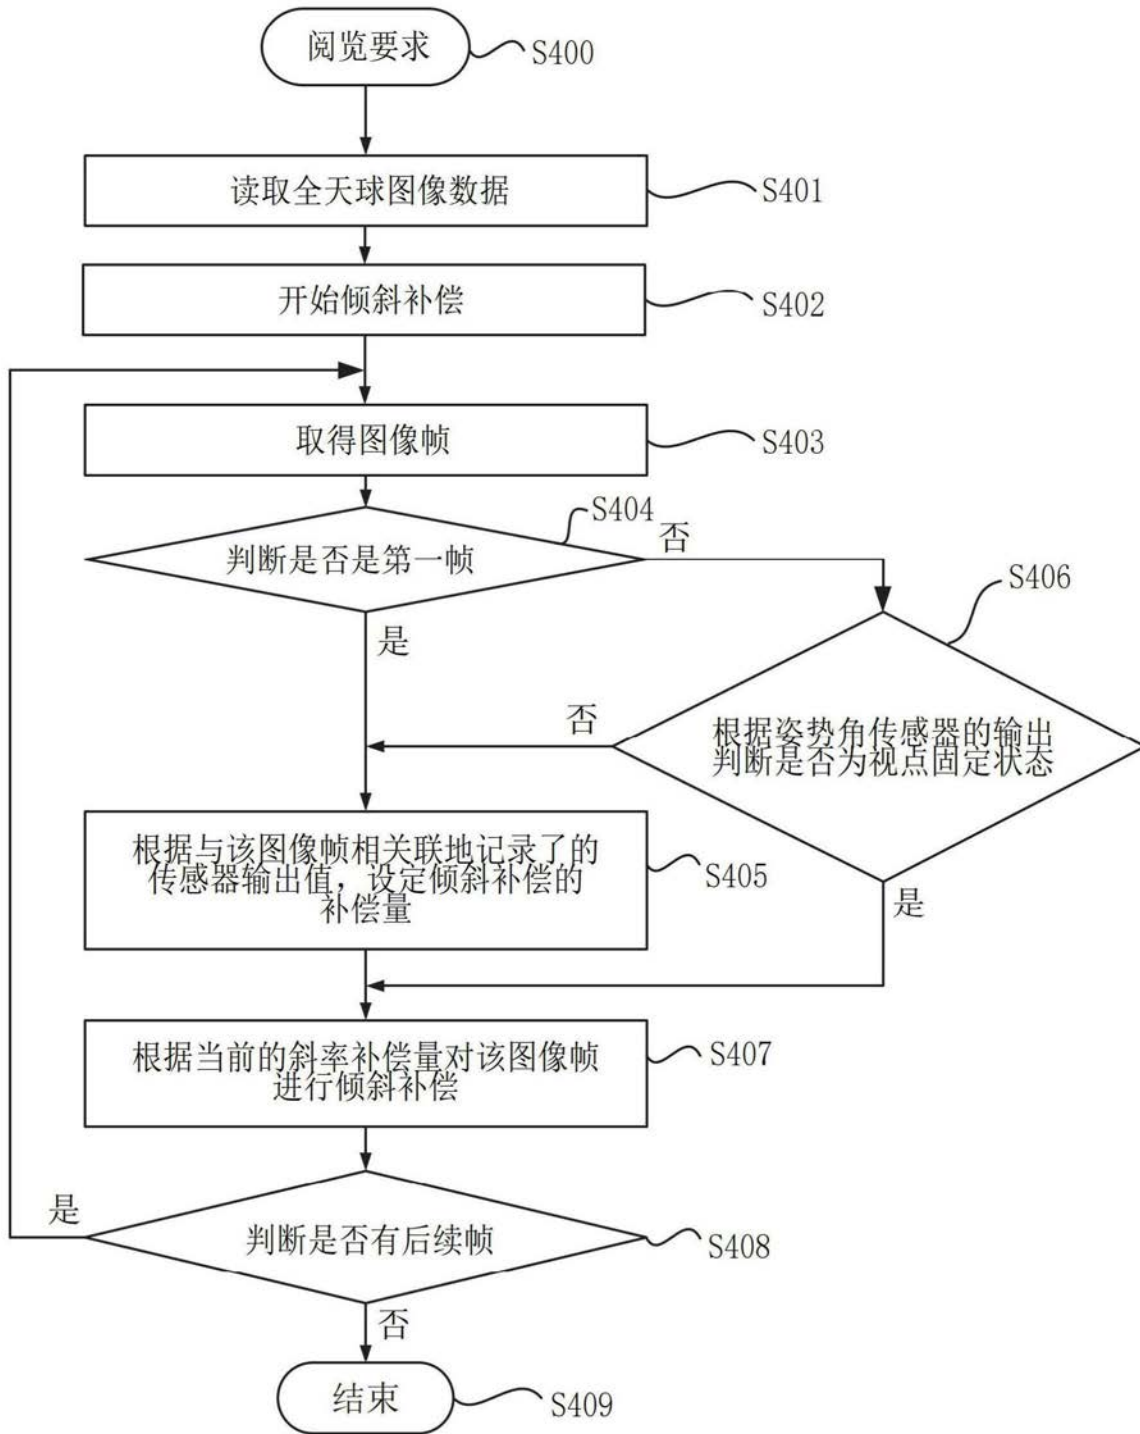 阅览要求
S400
读取全天球图像数据
S401
开始倾斜补偿
S402
取得图像帧
S403
S404
判断是否是第一帧
否
是
S406
根据姿势角传感器的输出
判断是否为视点固定状态
否
是
根据与该图像帧相关联地记录了的
传感器输出值，设定倾斜补偿的
补偿量
S405
根据当前的斜率补偿量对该图像帧
进行倾斜补偿
S407
是
判断是否有后续帧
S408
否
结束
S409